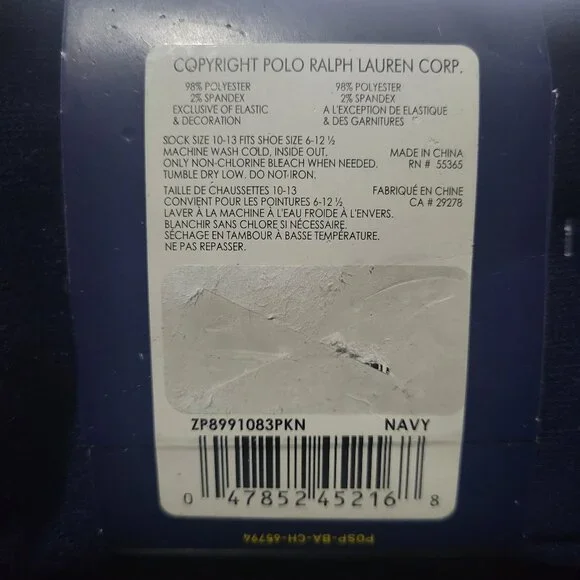 COPYRIGHT POLO RALPH LAUREN CORP.
98% POLYESTER
2% SPANDEX
EXCLUSIVE OF ELASTIC
& DECORATION
98% POLYESTER
2% SPANDEX
A L'EXCEPTION DE ELASTIQUE
& DES GARNITURES
SOCK SIZE 10-13 FITS SHOE SIZE 6-12 ½
MACHINE WASH COLD, INSIDE OUT.
ONLY NON-CHLORINE BLEACH WHEN NEEDED.
TUMBLE DRY LOW. DO NOT IRON.
MADE IN CHINA
RN # 55365
TAILLE DE CHAUSSETTES 10-13
CONVIENT POUR LES POINTURES 6-12 ½
LAVER À LA MACHINE À L'EAU FROIDE À L'ENVERS.
BLANCHIR SANS CHLORE SI NÉCESSAIRE.
SÉCHAGE EN TAMBOUR À BASSE TEMPÉRATURE.
NE PAS REPASSER.
FABRIQUÉ EN CHINE
CA # 29278
ZP8991083PKN NAVY
0 47852 45216 8
POSP-BA-CH-65796